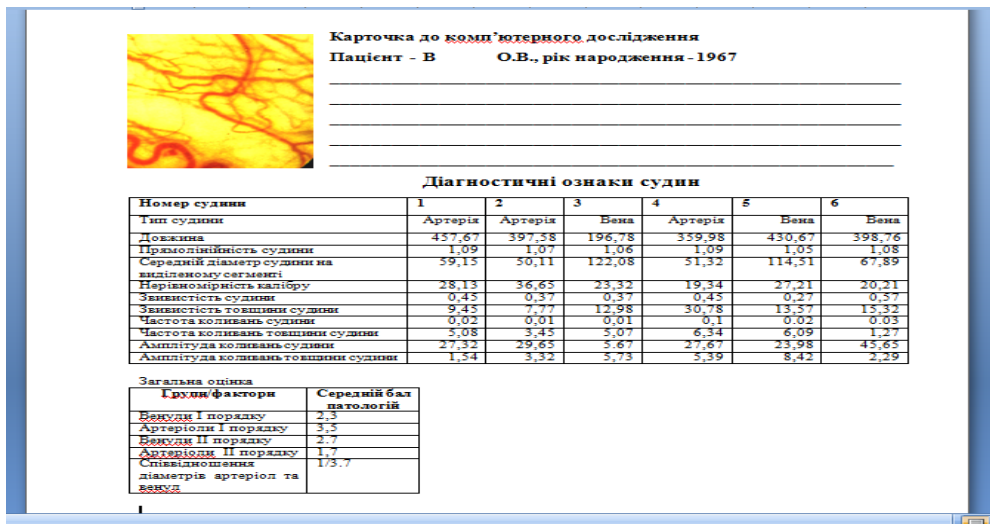 Карточка до комп’ютерного дослідження
Пацієнт - В О.В., рік народження - 1967
Діагностичні ознаки судин
Номер судини 1 2 3 4 5 6
Тип судини Артерія Артерія Вена Артерія Вена Вена
Довжина 457,67 397,58 196,78 359,98 430,67 398,76
Прямолінійність судини 1,09 1,07 1,06 1,09 1,05 1,08
Середній діаметр судини на 59,15 50,11 122,08 51,32 114,51 67,89
виділеному сегменті
Нерівномірність калібру 28,13 36,65 23,32 19,34 27,21 20,21
Звивистість судини 0,45 0,37 0,37 0,45 0,27 0,57
Звивистість товщини судини 9,45 7,77 12,98 30,78 13,57 15,32
Частота коливань судини 0,02 0,01 0,01 0,1 0.02 0.03
Частота коливань товщини судини 5,08 3,45 5,07 6,34 6,09 1,27
Амплітуда коливань судини 27,32 29,65 5.67 27,67 23,98 45,65
Амплітуда коливань товщини судини 1,54 3,32 5,73 5,39 8,42 2,29
Загальна оцінка
Групи/фактори Середній бал
патологій
Венули І порядку 2,3
Артеріоли І порядку 3,5
Венули ІІ порядку 2.7
Артеріоли ІІ порядку 1,7
Співвідношення 1/3.7
діаметрів артеріол та
венул